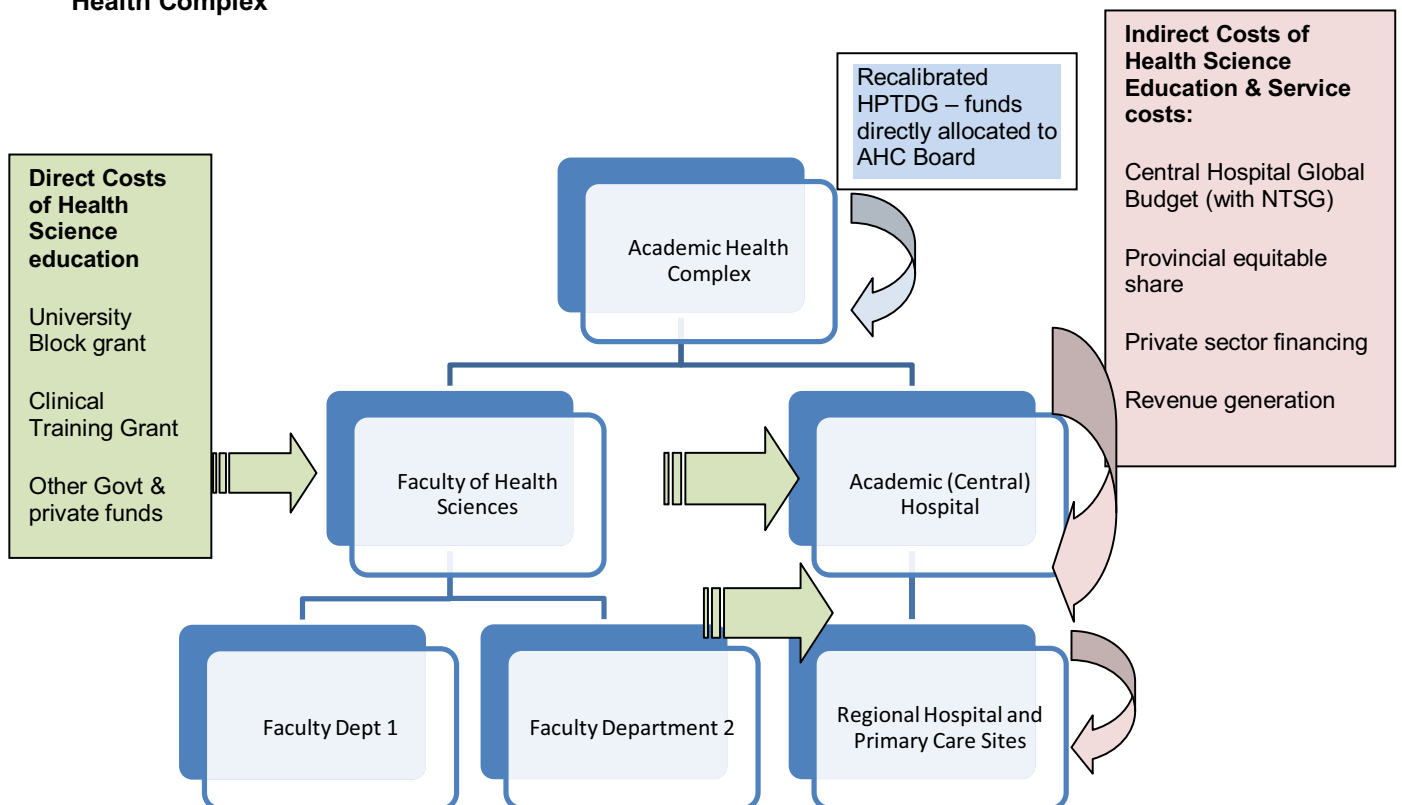 Health Complex
Indirect Costs of
Health Science
Education & Service
costs:
Central Hospital Global
Budget (with NTSG)
Provincial equitable
share
Private sector financing
Revenue generation
Recalibrated
HPTDG – funds
directly allocated to
AHC Board
Direct Costs
of Health
Science
education
University
Block grant
Clinical
Training Grant
Other Govt &
private funds
Academic Health
Complex
Faculty of Health
Sciences
Academic (Central)
Hospital
Faculty Dept 1
Faculty Department 2
Regional Hospital and
Primary Care Sites